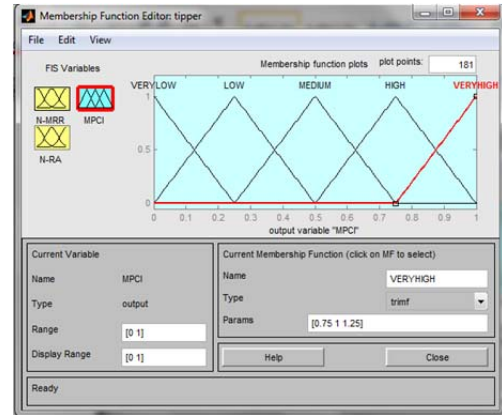 Membership Function Editor: tipper
File Edit View
FIS Variables
N-MRR MPCI
N-RA
Membership function plots plot points: 181
VERYLOW LOW MEDIUM HIGH VERYHIGH
1
0.5
0
0 0.1 0.2 0.3 0.4 0.5 0.6 0.7 0.8 0.9 1
output variable "MPCI"
Current Variable
Name MPCI
Type output
Range [0 1]
Display Range [0 1]
Current Membership Function (click on MF to select)
Name VERYHIGH
Type trimf
Params [0.75 1 1.25]
Help Close
Ready